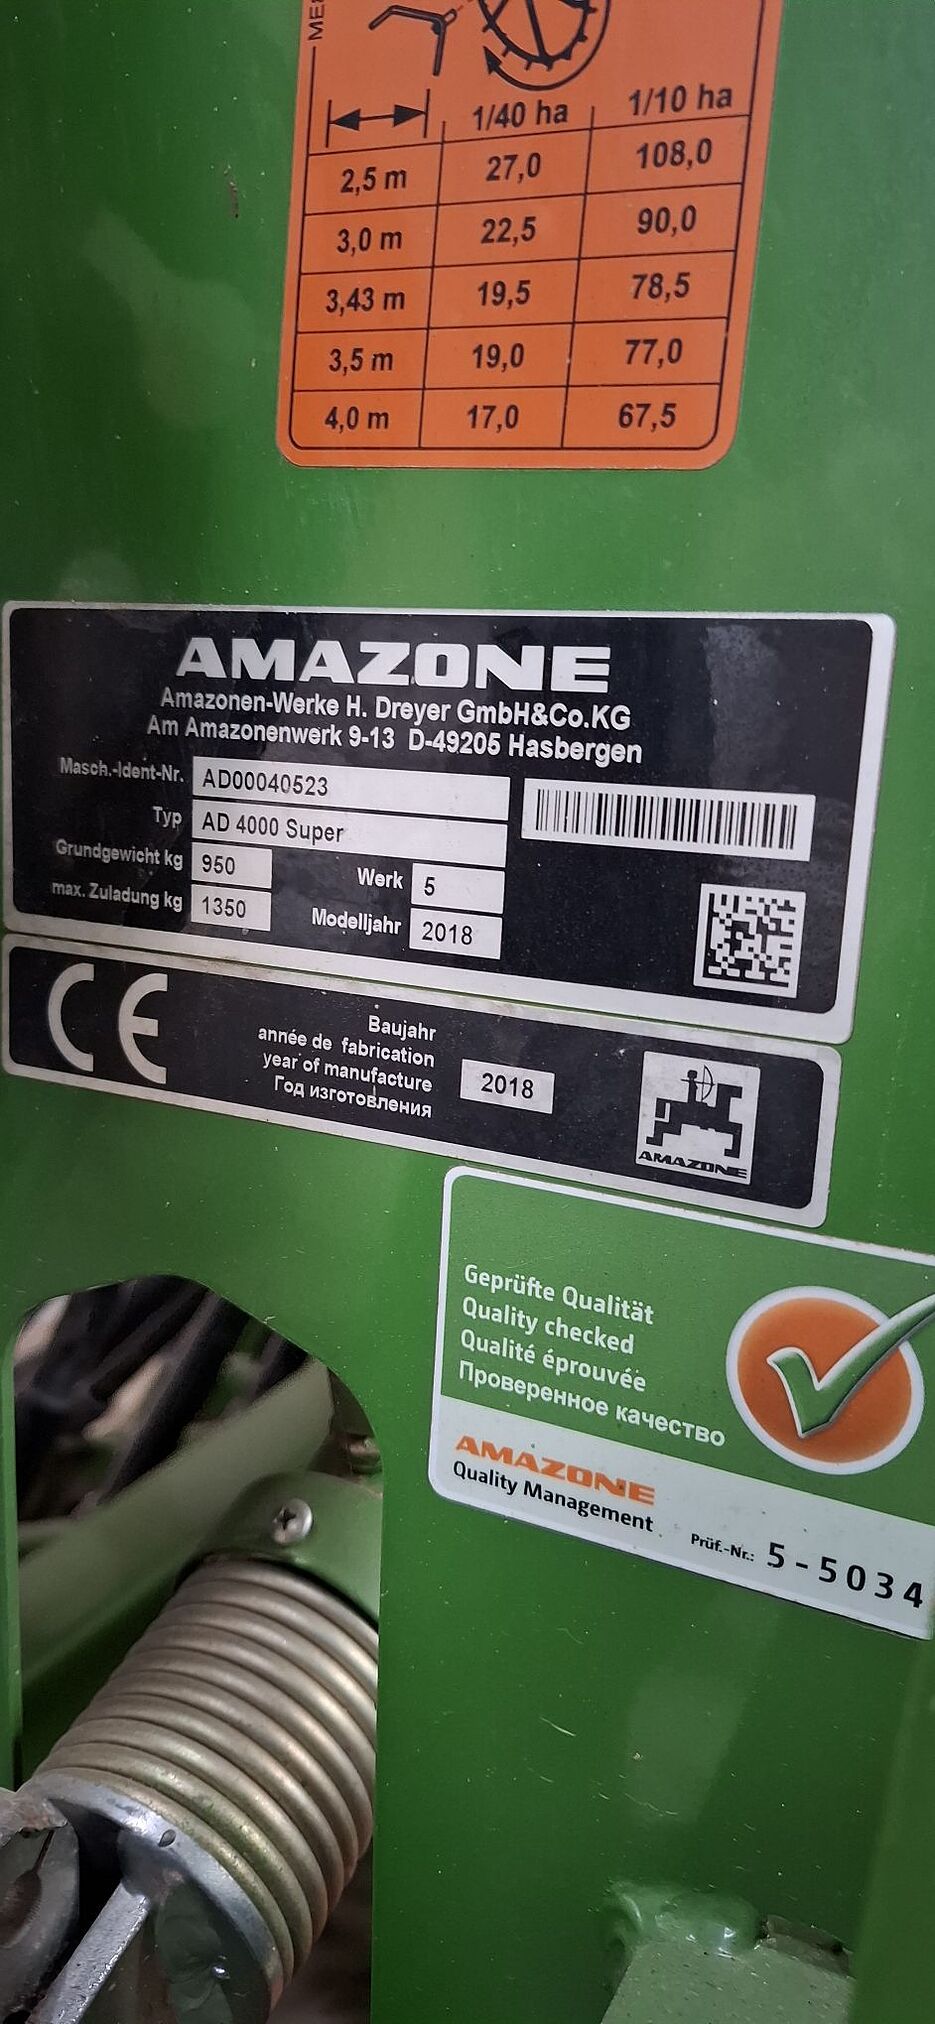 1/40 ha 1/10 ha
2,5 m 27,0 108,0
3,0 m 22,5 90,0
3,43 m 19,5 78,5
3,5 m 19,0 77,0
4,0 m 17,0 67,5
AMAZONE
Amazonen-Werke H. Dreyer GmbH&Co.KG
Am Amazonenwerk 9-13 D-49205 Hasbergen
Masch.-Ident-Nr. AD00040523
Typ AD 4000 Super
Grundgewicht kg 950 Werk 5
max. Zuladung kg 1350 Modelljahr 2018
CE
Baujahr
année de fabrication
year of manufacture
Год изготовления
2018
AMAZONE
Geprüfte Qualität
Quality checked
Qualité éprouvée
Проверенное качество
AMAZONE
Quality Management
Prüf.-Nr.: 5-5034